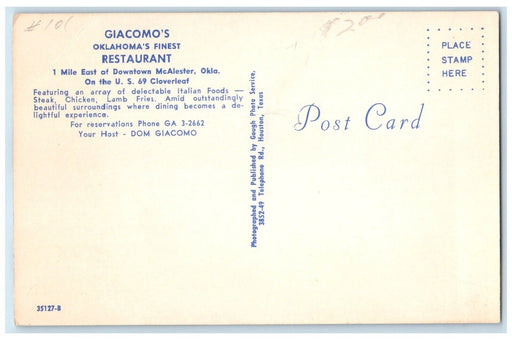 #101
$2.00
GIACOMO'S
OKLAHOMA'S FINEST
RESTAURANT
1 Mile East of Downtown McAlester, Okla.
On the U. S. 69 Cloverleaf
Featuring an array of delectable Italian Foods —
Steak, Chicken, Lamb Fries. Amid outstandingly
beautiful surroundings where dining becomes a de-
lightful experience.
For reservations Phone GA 3-2662
Your Host - DOM GIACOMO
35127-B
Photographed and Published by Gough Photo Service,
3852-49 Telephone Rd., Houston, Texas
Post Card
PLACE
STAMP
HERE